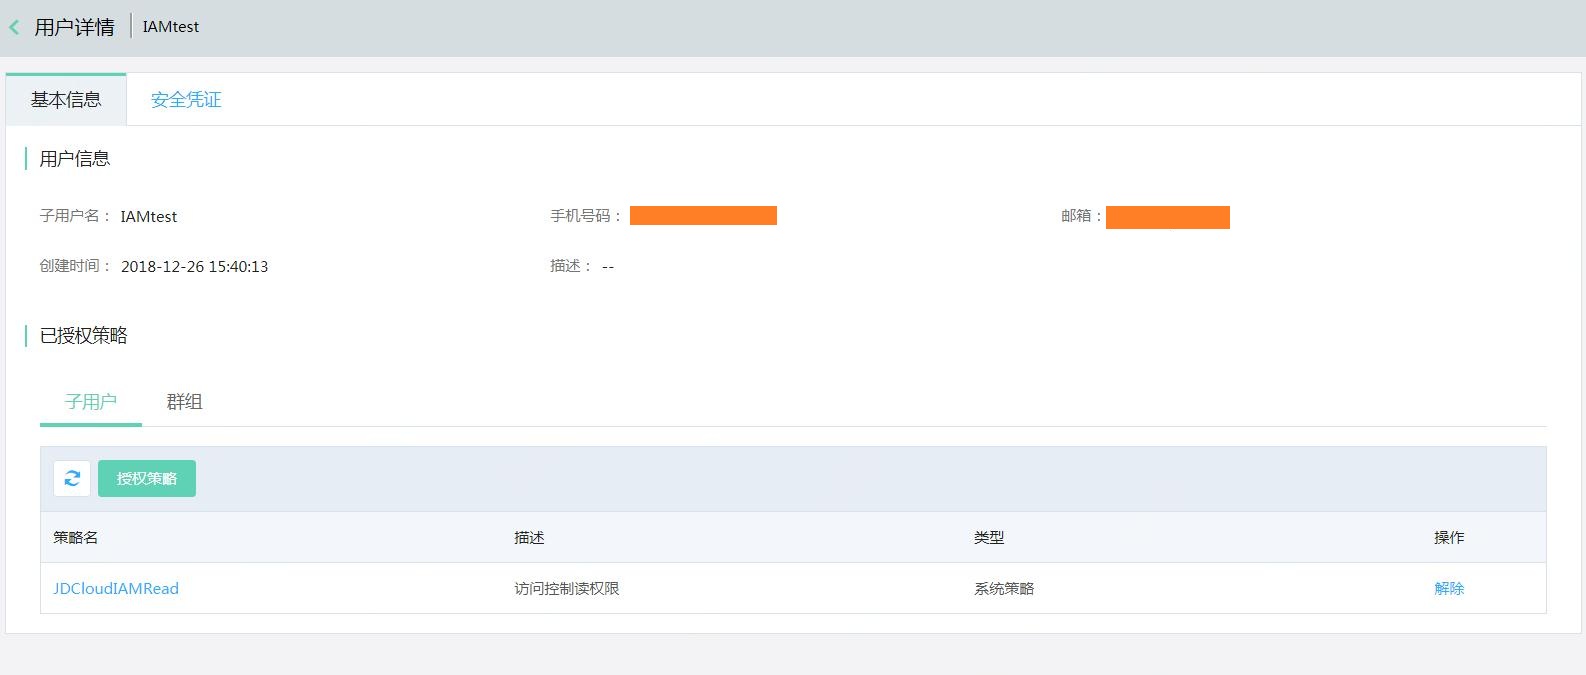 用户详情 IAMtest
基本信息 安全凭证
用户信息
子用户名： IAMtest 手机号码： 邮箱：
创建时间： 2018-12-26 15:40:13 描述： --
已授权策略
子用户 群组
授权策略
策略名 描述 类型 操作
JDCloudIAMRead 访问控制读权限 系统策略 解除